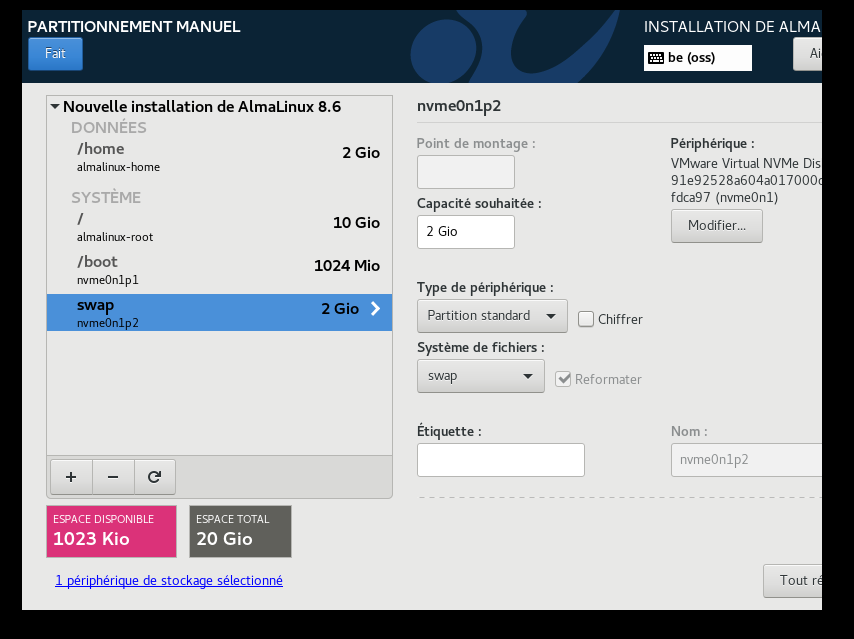 PARTITIONNEMENT MANUEL
INSTALLATION DE ALMA
Fait
be (oss)
Nouvelle installation de AlmaLinux 8.6
DONNÉES
/home
2 Gio
almalinux-home
SYSTÈME
/
10 Gio
almalinux-root
/boot
1024 Mio
nvme0n1p1
swap
2 Gio
nvme0n1p2
+ −
ESPACE DISPONIBLE
1023 Kio
ESPACE TOTAL
20 Gio
1 périphérique de stockage sélectionné
nvme0n1p2
Point de montage :
Capacité souhaitée :
2 Gio
Périphérique :
VMware Virtual NVMe Dis
91e92528a604a017000c
fdca97 (nvme0n1)
Modifier...
Type de périphérique :
Partition standard
Chiffrer
Système de fichiers :
swap
Reformater
Étiquette :
Nom :
nvme0n1p2
Tout ré